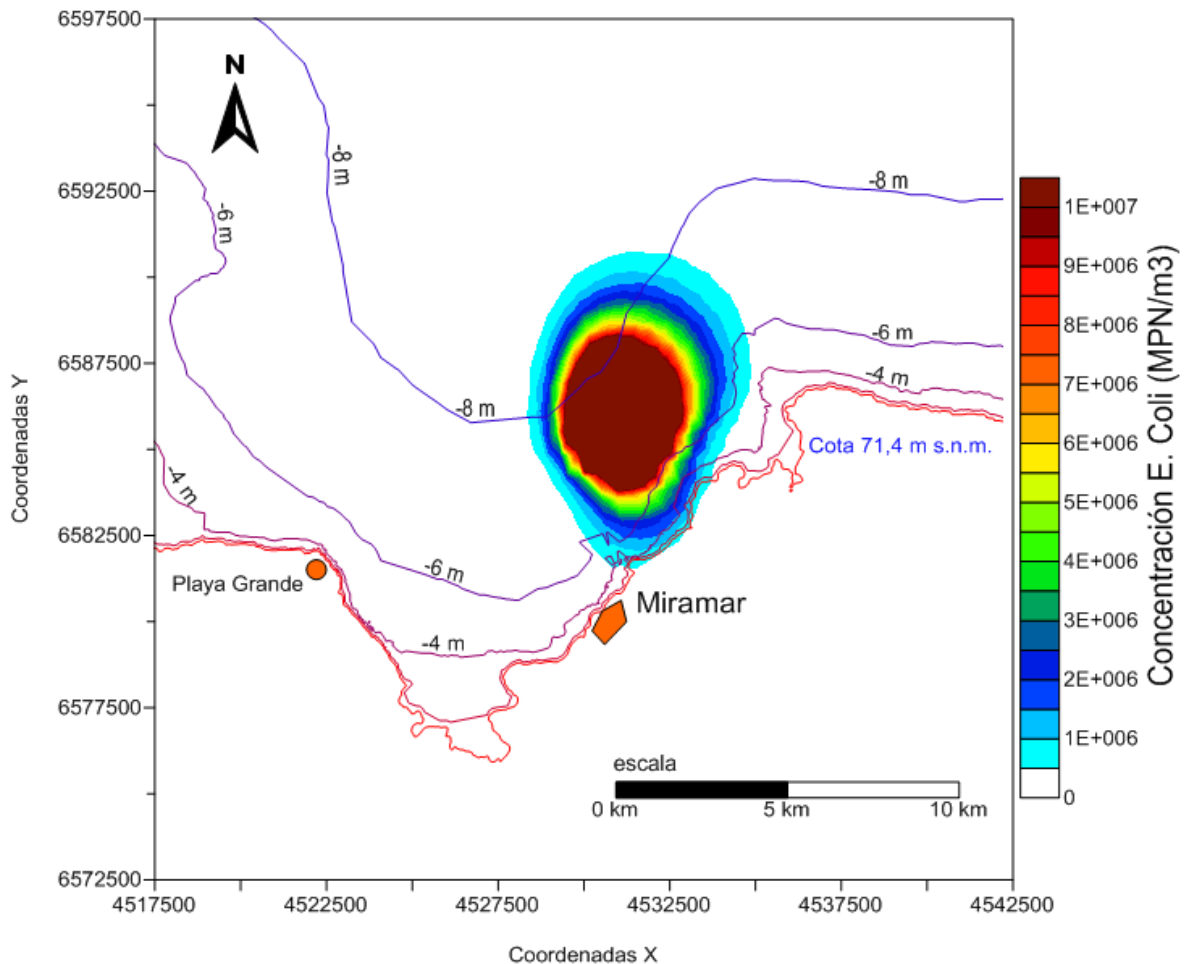 6597500
6592500
6587500
6582500
6577500
6572500
Coordenadas Y
N
-8 m
-6 m
-8 m
-8 m
-6 m
-4 m
Cota 71,4 m s.n.m.
-4 m
Playa Grande
-6 m
-4 m
Miramar
escala
0 km
5 km
10 km
4517500
4522500
4527500
4532500
4537500
4542500
Coordenadas X
1E+007
9E+006
8E+006
7E+006
6E+006
5E+006
4E+006
3E+006
2E+006
1E+006
0
Concentración E. Coli (MPN/m3)